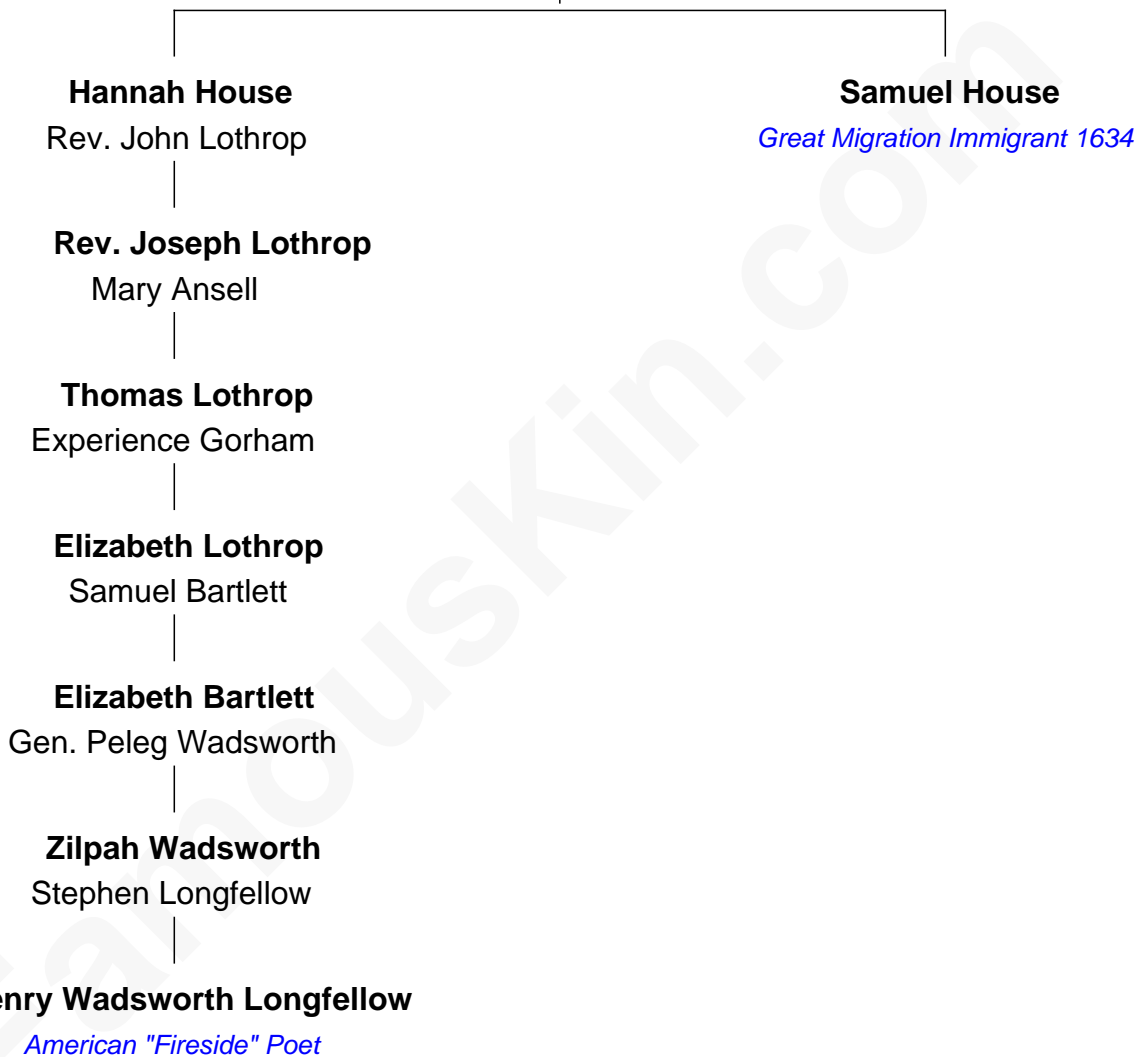 Hannah House
Rev. John Lothrop
Samuel House
Great Migration Immigrant 1634
Rev. Joseph Lothrop
Mary Ansell
Thomas Lothrop
Experience Gorham
Elizabeth Lothrop
Samuel Bartlett
Elizabeth Bartlett
Gen. Peleg Wadsworth
Zilpah Wadsworth
Stephen Longfellow
enry Wadsworth Longfellow
American "Fireside" Poet
FamousKin.com